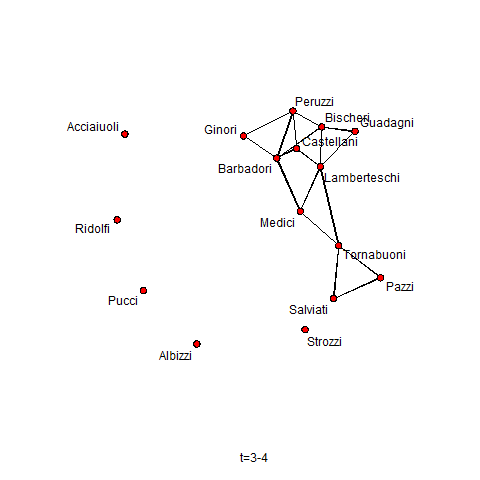 Peruzzi
Bischeri
Guadagni
Acciaiuoli
Ginori
Castellani
Barbadori
Lamberteschi
Medici
Ridolfi
Tornabuoni
Pazzi
Pucci
Salviati
Strozzi
Albizzi
t=3-4